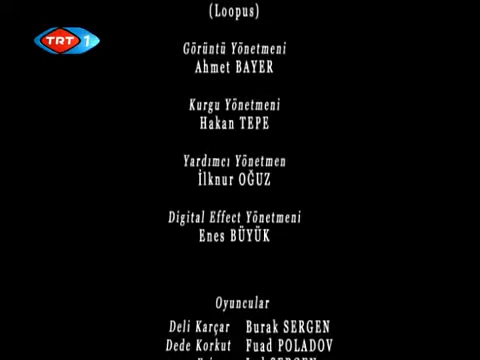 (Loopus)
TRT 1
Görüntü Yönetmeni
Ahmet BAYER
Kurgu Yönetmeni
Hakan TEPE
Yardımcı Yönetmen
İlknur OĞUZ
Digital Effect Yönetmeni
Enes BÜYÜK
Oyuncular
Deli Karçar Burak SERGEN
Dede Korkut Fuad POLADOV
SERGEN